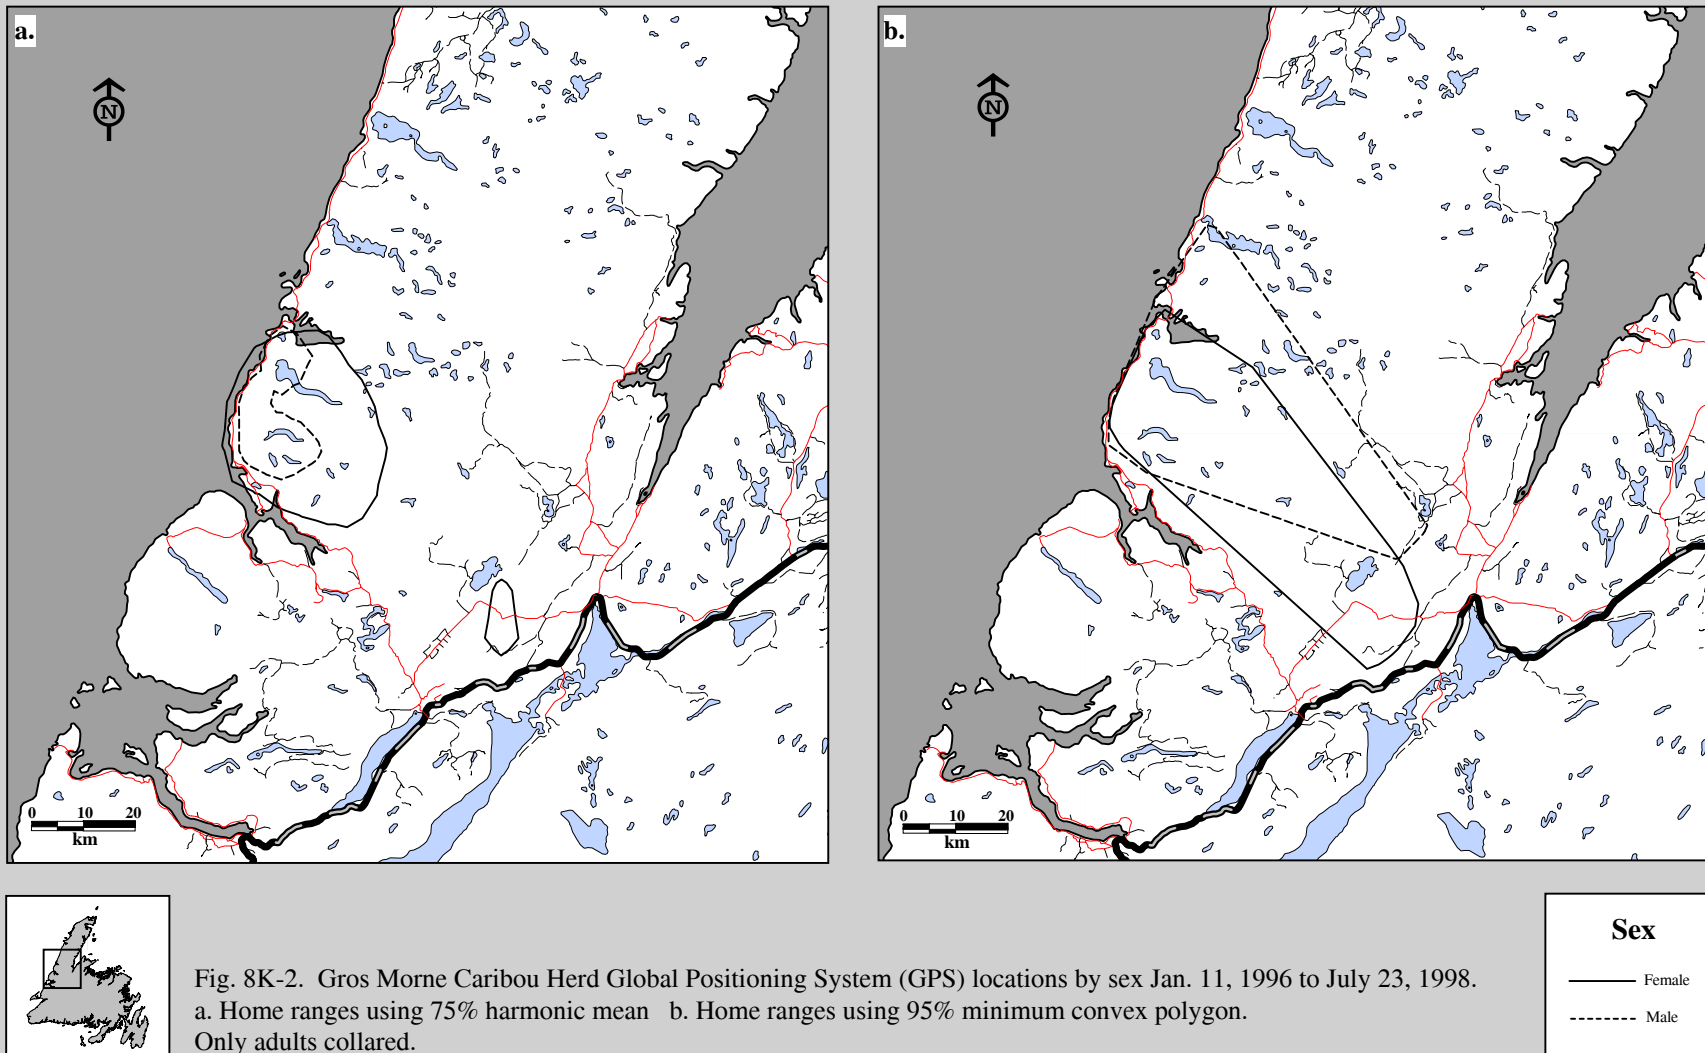 a.
N
0 10 20
km
b.
N
0 10 20
km
Fig. 8K-2. Gros Morne Caribou Herd Global Positioning System (GPS) locations by sex Jan. 11, 1996 to July 23, 1998.
a. Home ranges using 75% harmonic mean b. Home ranges using 95% minimum convex polygon.
Only adults collared.
Sex
Female
Male